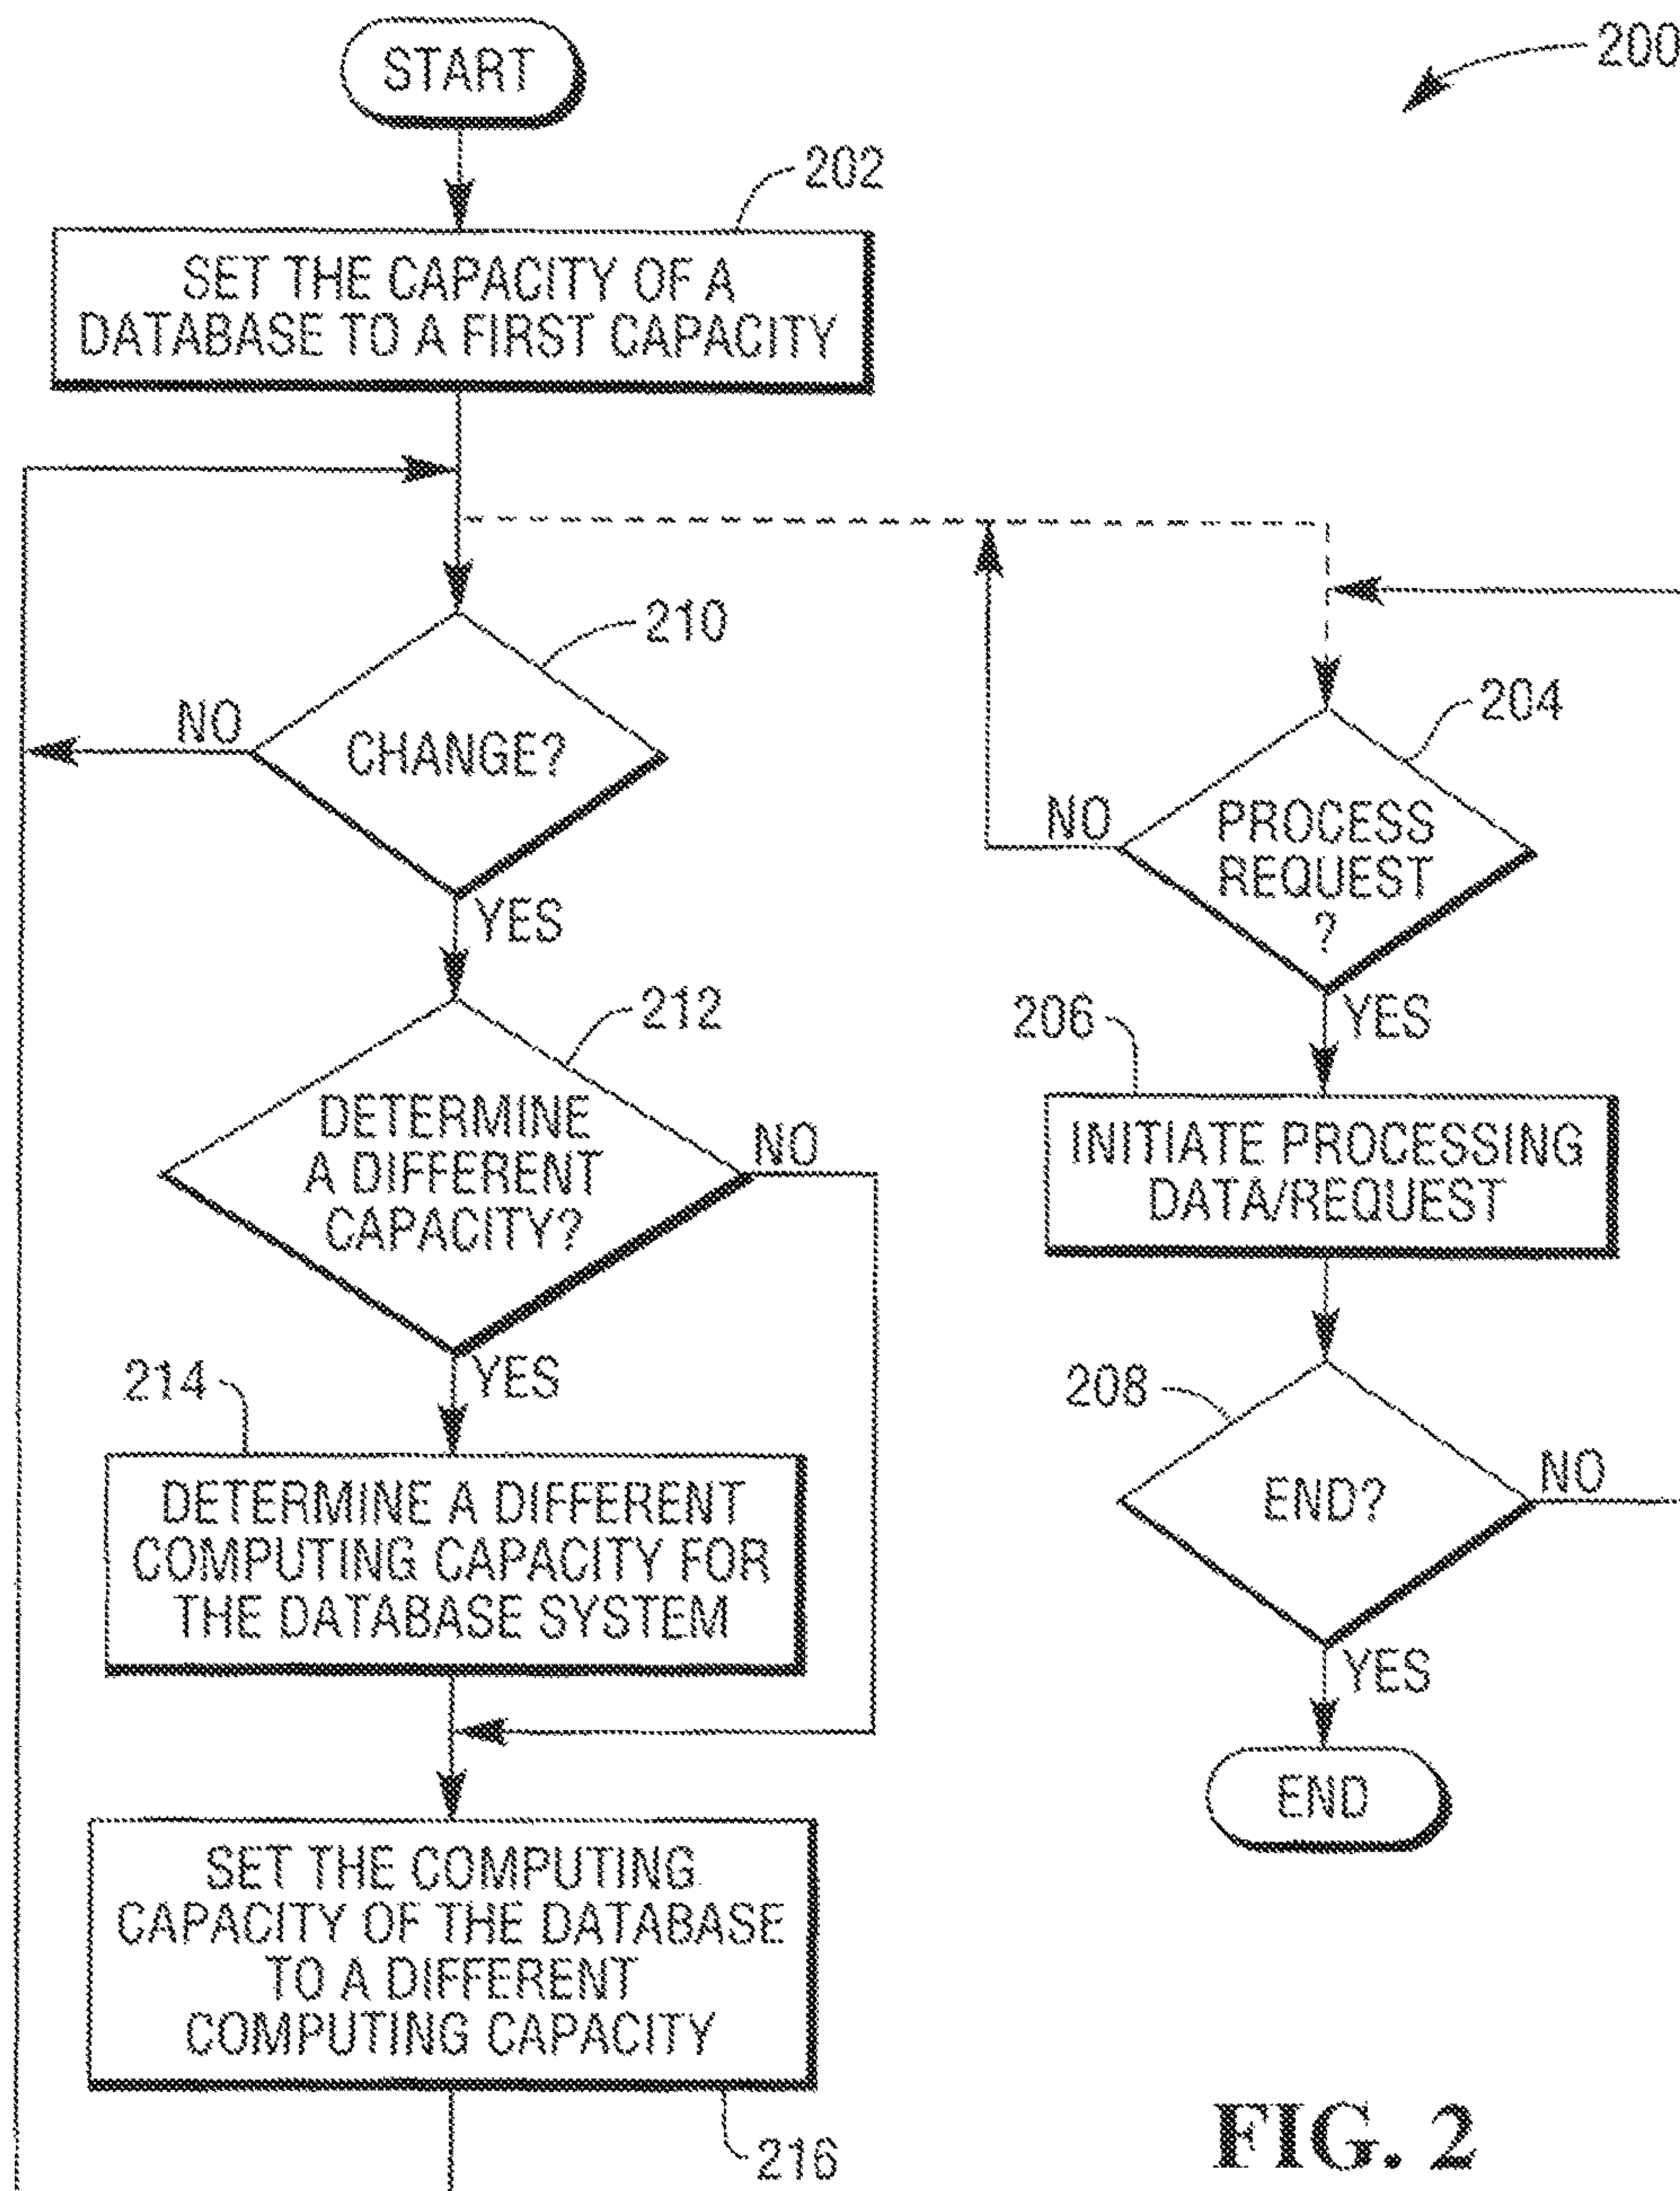 START
200
202
SET THE CAPACITY OF A
DATABASE TO A FIRST CAPACITY
210
NO
CHANGE?
YES
212
DETERMINE
A DIFFERENT
CAPACITY?
NO
YES
214
DETERMINE A DIFFERENT
COMPUTING CAPACITY FOR
THE DATABASE SYSTEM
SET THE COMPUTING
CAPACITY OF THE DATABASE
TO A DIFFERENT
COMPUTING CAPACITY
216
204
NO
PROCESS
REQUEST
?
YES
206
INITIATE PROCESSING
DATA/REQUEST
208
END?
NO
YES
END
FIG. 2